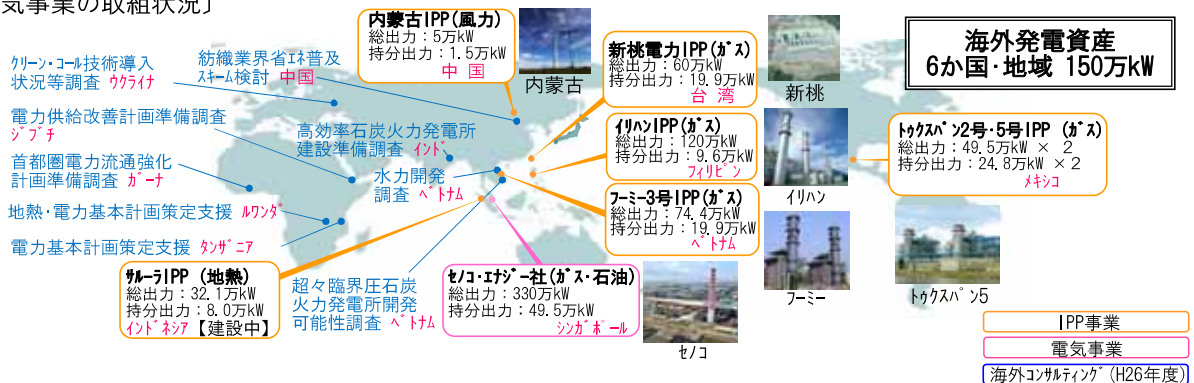 気事業の取組状況〕
海外発電資産
6か国・地域 150万kW
内蒙古IPP(風力)
総出力：5万kW
持分出力：1.5万kW
中 国
内蒙古
新桃電力IPP(ガス)
総出力：60万kW
持分出力：19.9万kW
台 湾
新桃
クリーン・コール技術導入
状況等調査 ウクライナ
紡織業界省エネ普及
スキーム検討 中国
電力供給改善計画準備調査
ジブチ
高効率石炭火力発電所
建設準備調査 インド
首都圏電力流通強化
計画準備調査 ガーナ
水力開発
調査 ベトナム
地熱・電力基本計画策定支援 ルワンダ
電力基本計画策定支援 タンザニア
イリハンIPP(ガス)
総出力：120万kW
持分出力：9.6万kW
フィリピン
イリハン
トゥクスパン2号・5号IPP (ガス)
総出力：49.5万kW × 2
持分出力：24.8万kW ×2
メキシコ
フーミー3号IPP(ガス)
総出力：74.4万kW
持分出力：19.9万kW
ベトナム
フーミー
トゥクスパン5
サルーラIPP (地熱)
総出力：32.1万kW
持分出力：8.0万kW
インドネシア【建設中】
超々臨界圧石炭
火力発電所開発
可能性調査 ベトナム
セノコ・エナジー社(ガス・石油)
総出力：330万kW
持分出力：49.5万kW
シンガポール
セノコ
IPP事業
電気事業
海外コンサルティング(H26年度)